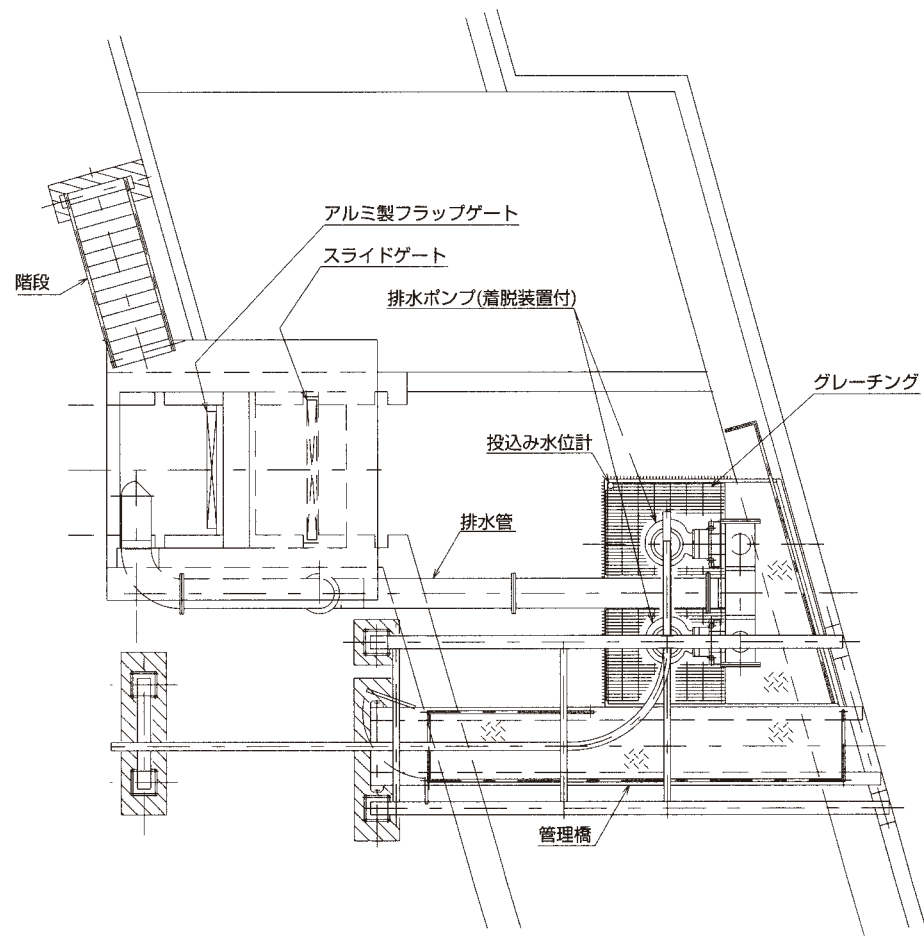 アルミ製フラップゲート
スライドゲート
階段
排水ポンプ(着脱装置付)
グレーチング
投込み水位計
排水管
管理橋